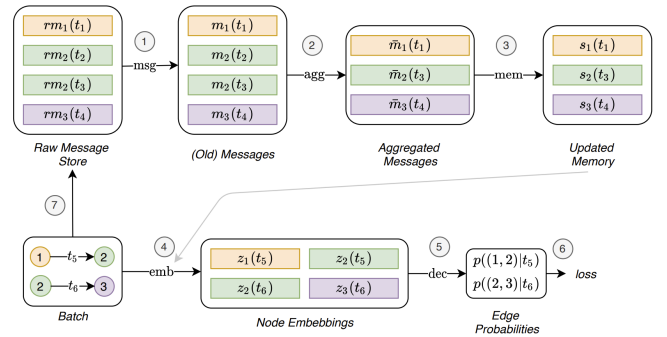 1 2 3
rm₁(t₁) m₁(t₁) m̄₁(t₁) s₁(t₁)
rm₂(t₂) m₂(t₂)
msg agg m̄₂(t₃) mem s₂(t₃)
rm₂(t₃) m₂(t₃)
rm₃(t₄) m₃(t₄) m̄₃(t₄) s₃(t₄)
Raw Message Store
(Old) Messages
Aggregated Messages
Updated Memory
7 4 5 6
1 t₅ 2
2 t₆ 3
Batch
emb
z₁(t₅) z₂(t₅)
z₂(t₆) z₃(t₆)
Node Embebbings
dec
p((1, 2)|t₅)
p((2, 3)|t₆)
Edge Probabilities
loss